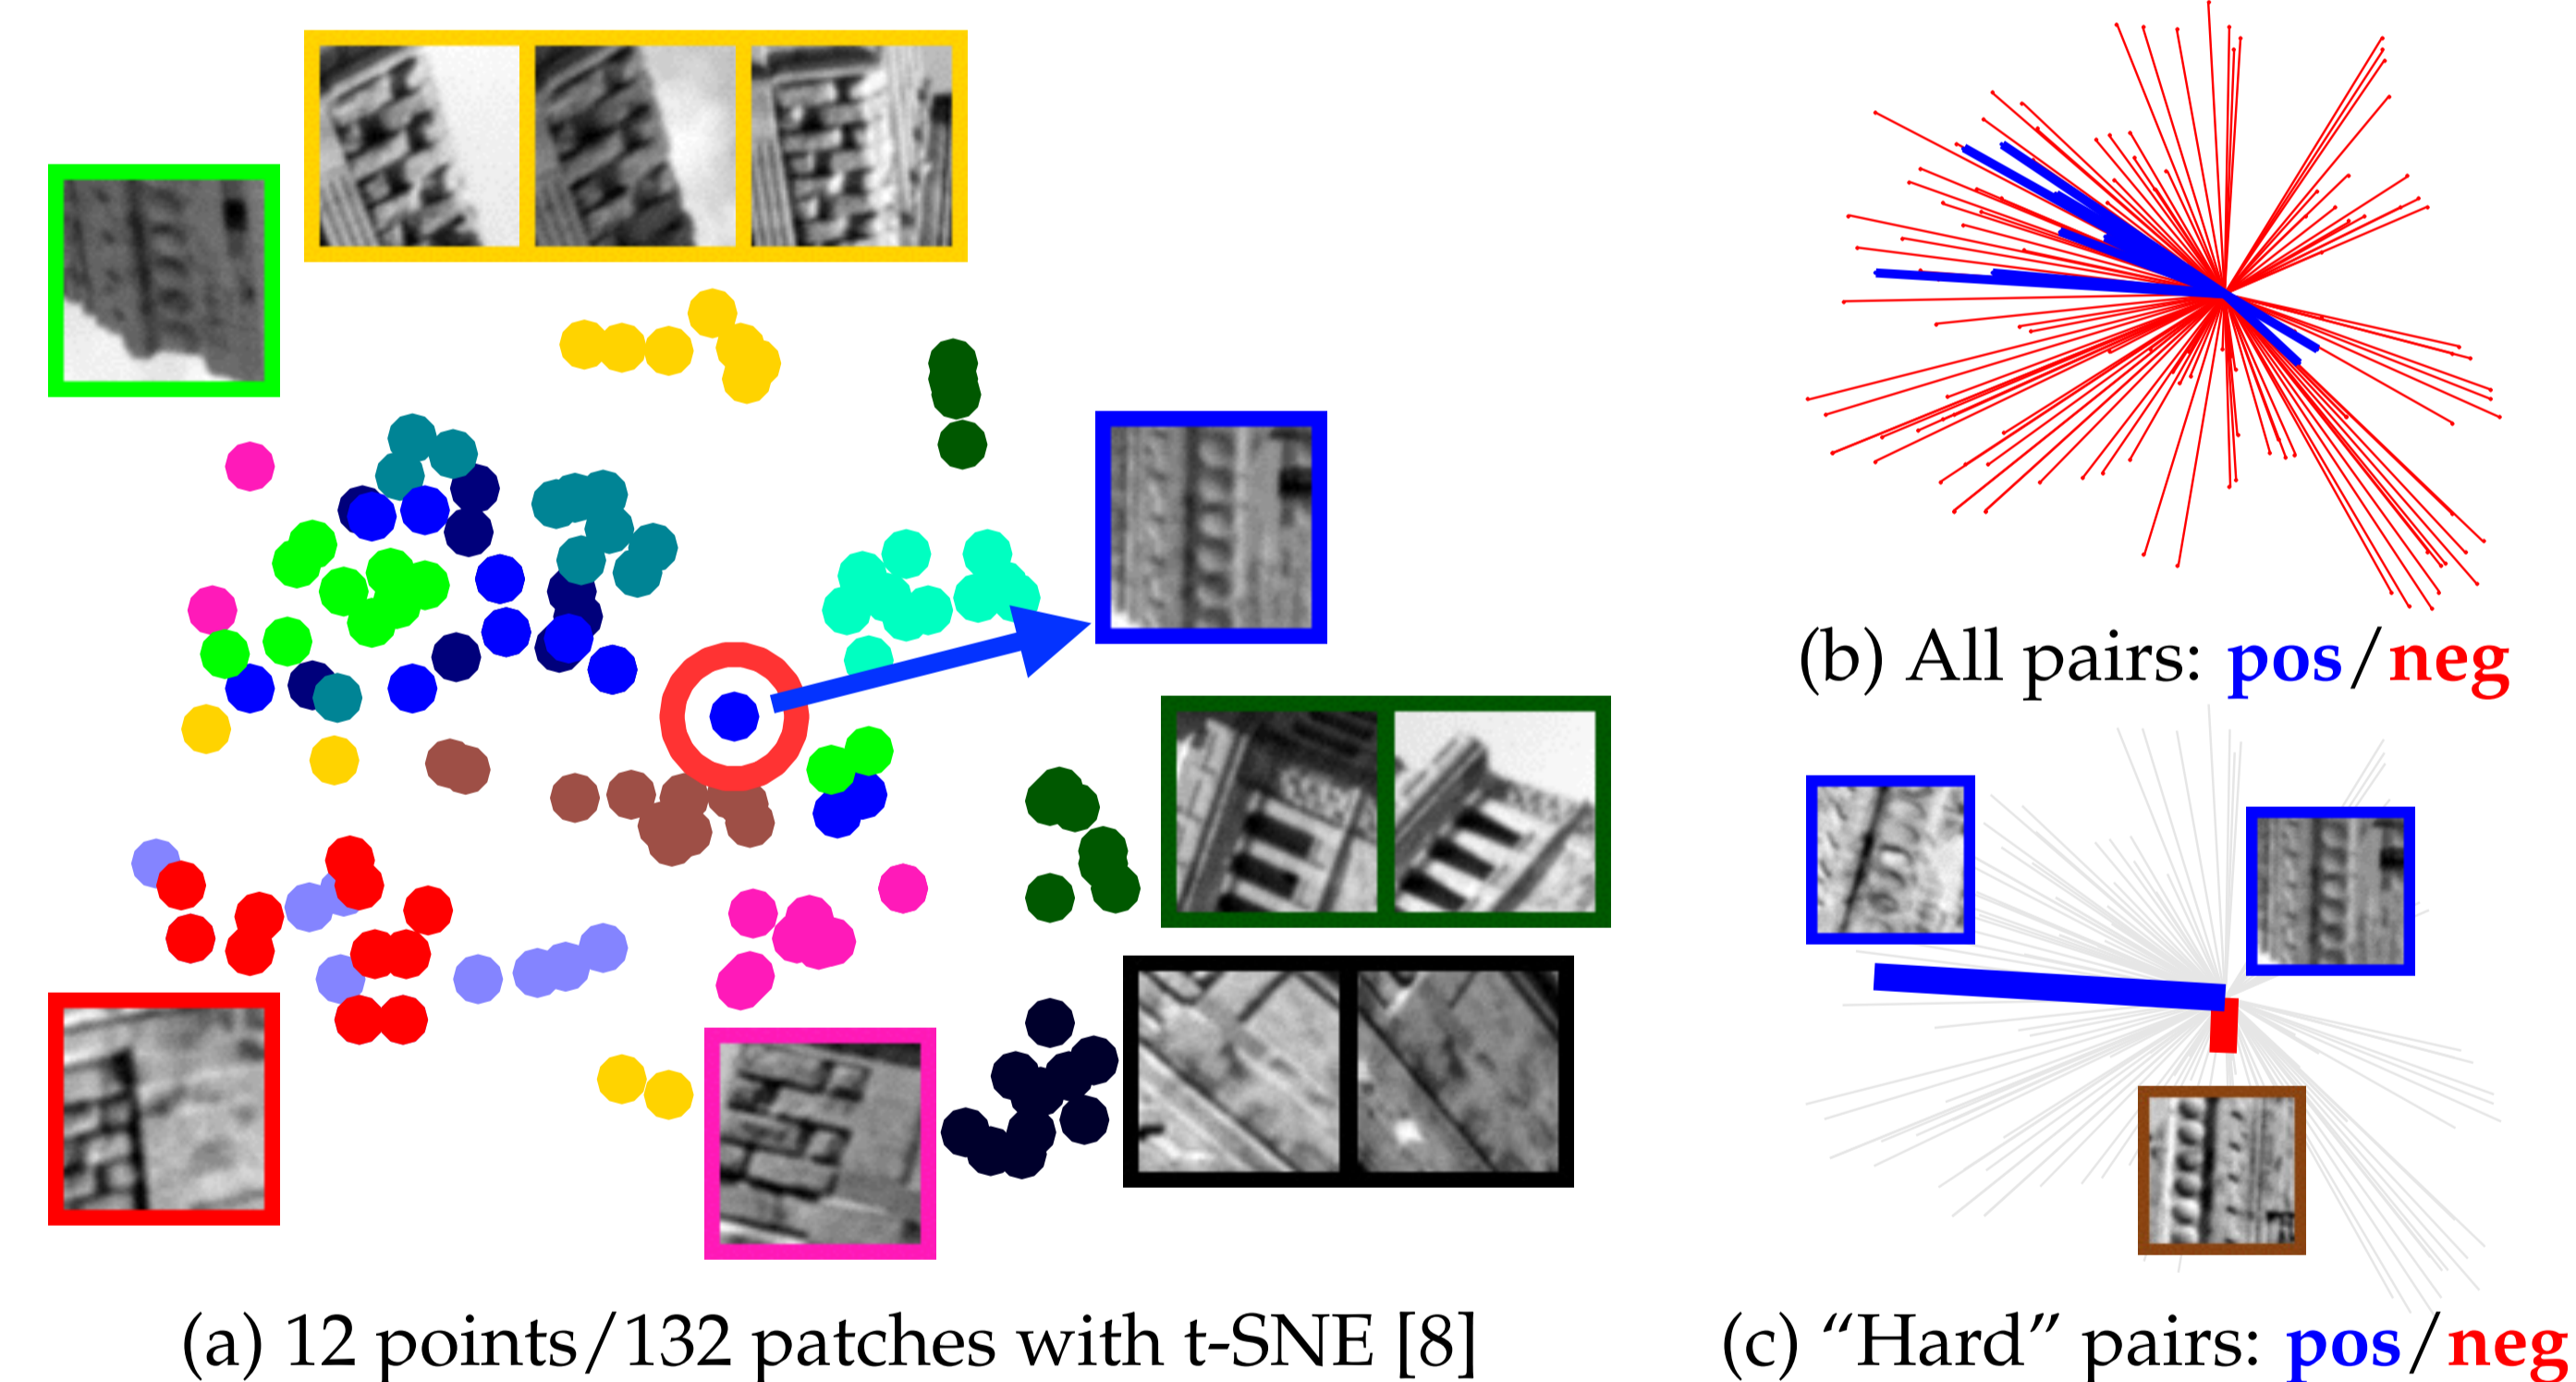 (b) All pairs: pos/neg
(a) 12 points/132 patches with t-SNE [8]
(c) “Hard” pairs: pos/neg